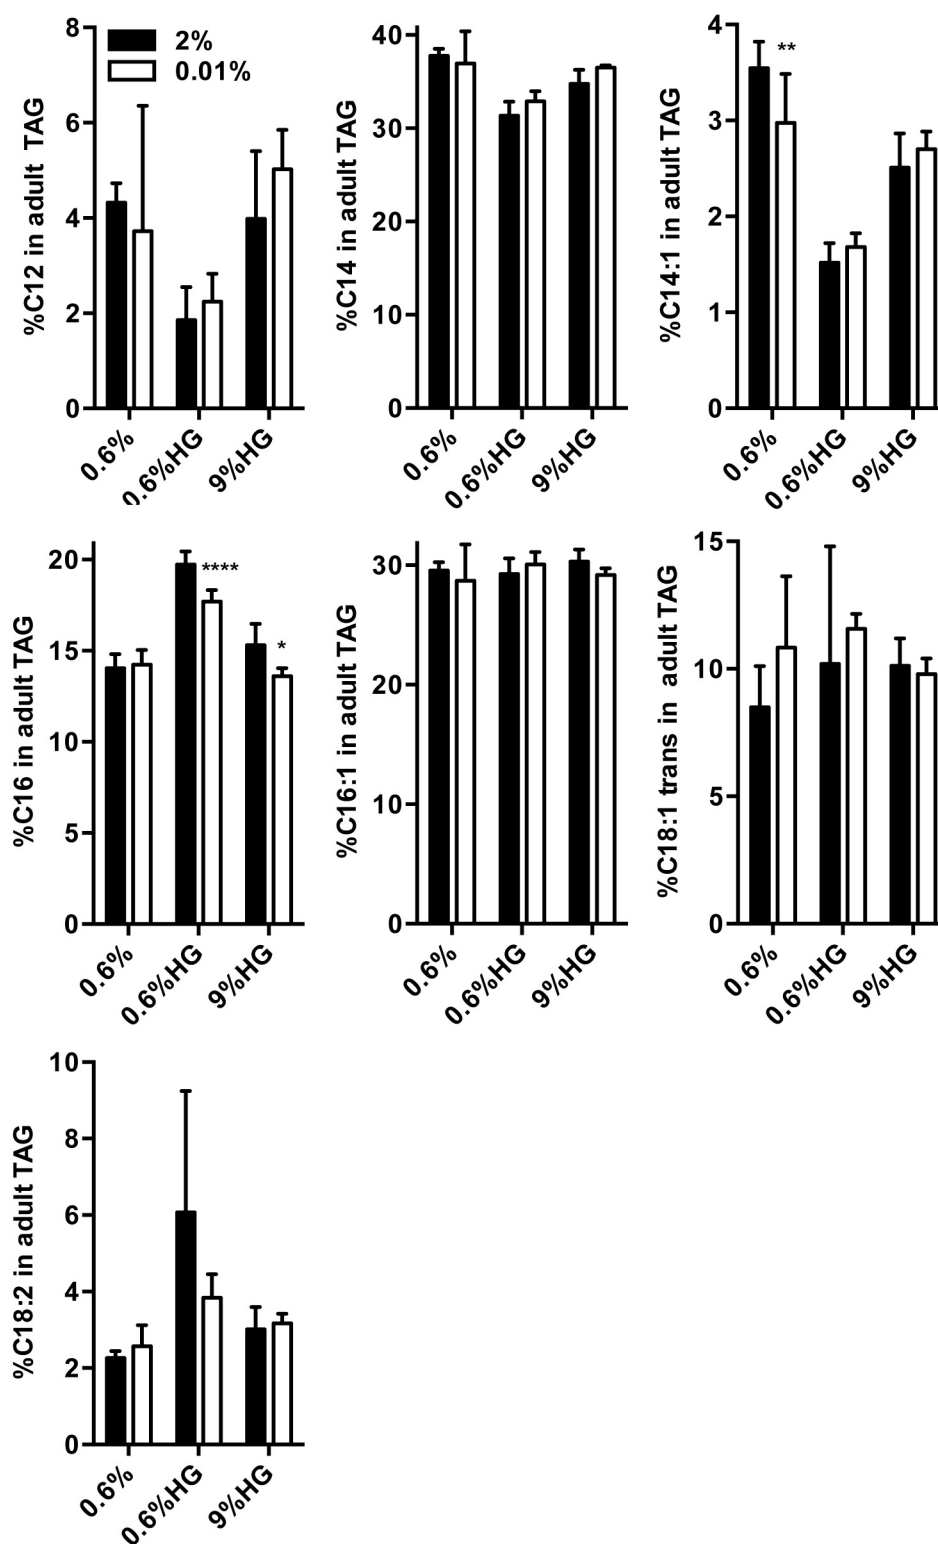 %C12 in adult TAG
8
6
4
2
0
2%
0.01%
0.6%
0.6%HG
9%HG
%C14 in adult TAG
40
30
20
10
0
0.6%
0.6%HG
9%HG
%C14:1 in adult TAG
4
3
2
1
0
**
0.6%
0.6%HG
9%HG
%C16 in adult TAG
20
15
10
5
0
****
*
0.6%
0.6%HG
9%HG
%C16:1 in adult TAG
30
20
10
0
0.6%
0.6%HG
9%HG
%C18:1 trans in adult TAG
15
10
5
0
0.6%
0.6%HG
9%HG
%C18:2 in adult TAG
10
8
6
4
2
0
0.6%
0.6%HG
9%HG